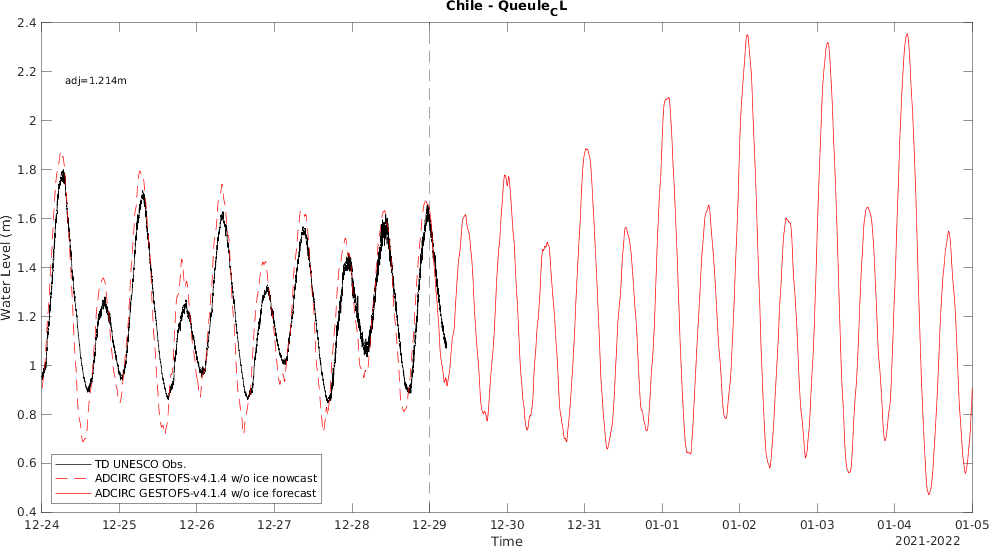 Chile - Queule_CL
2.4
2.2
2
1.8
1.6
1.4
1.2
1
0.8
0.6
0.4
Water Level (m)
adj=1.214m
TD UNESCO Obs.
ADCIRC GESTOFS-v4.1.4 w/o ice nowcast
ADCIRC GESTOFS-v4.1.4 w/o ice forecast
12-24 12-25 12-26 12-27 12-28 12-29 12-30 12-31 01-01 01-02 01-03 01-04 01-05
Time
2021-2022